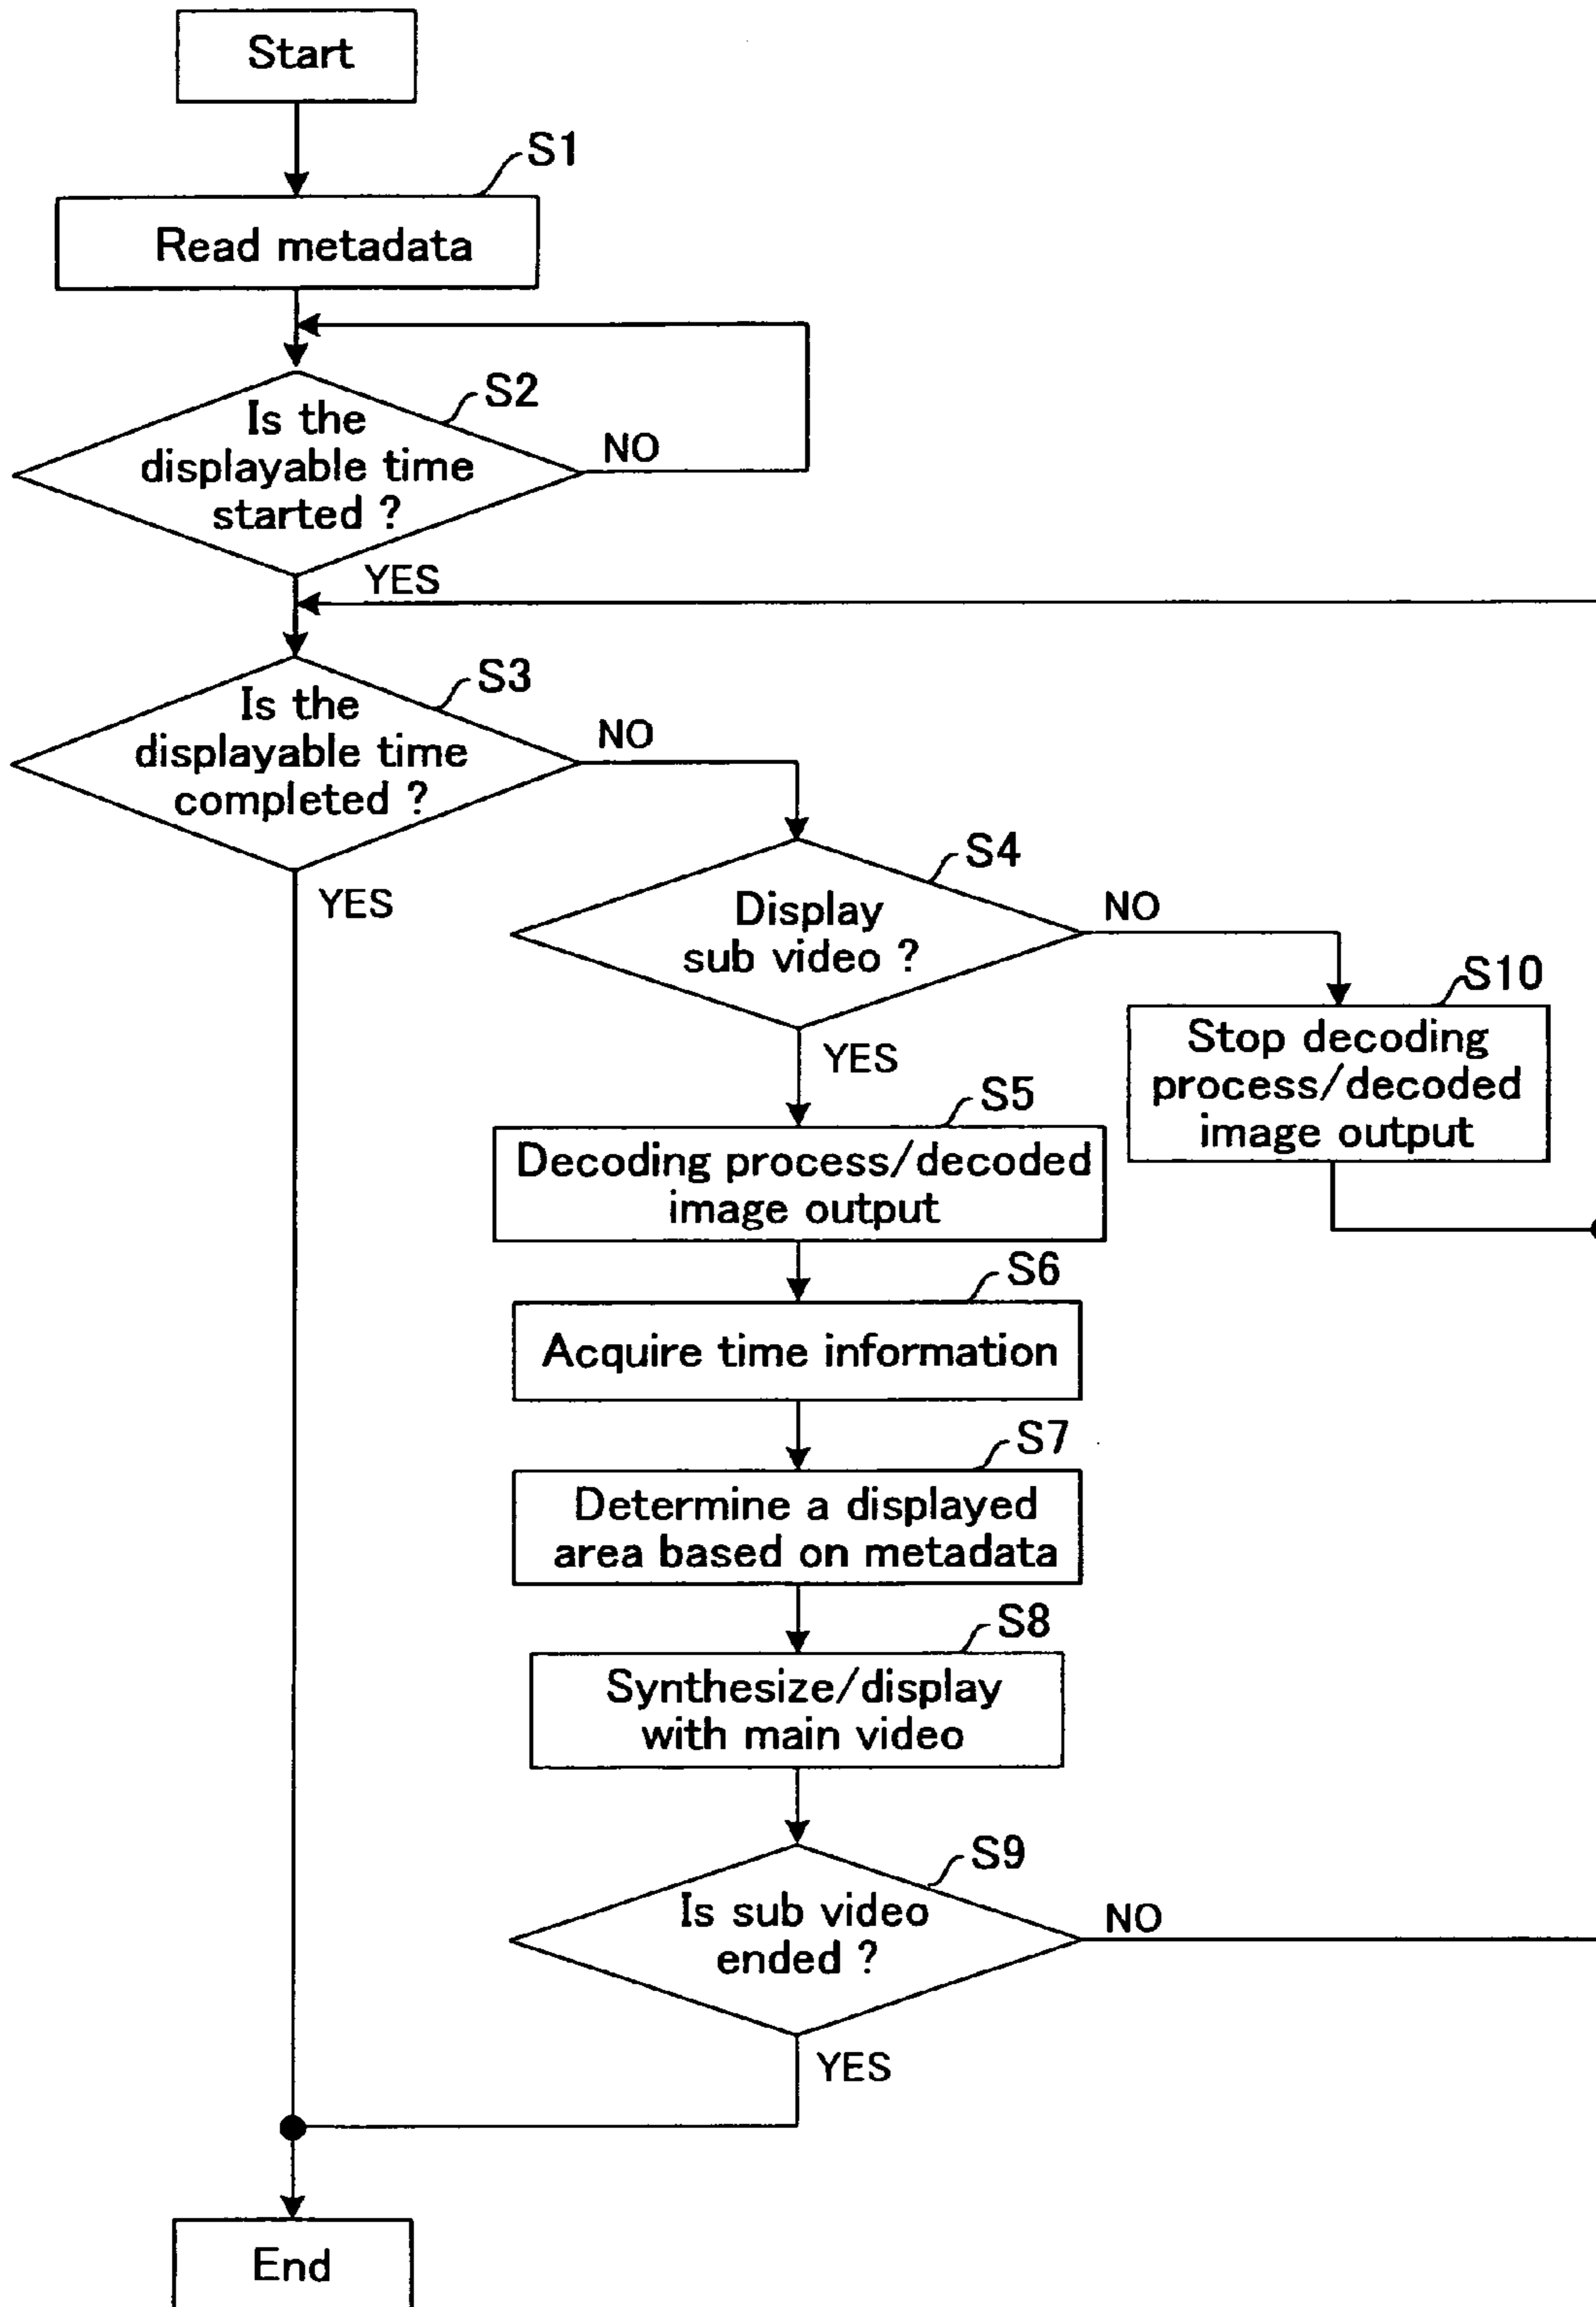 Start
S1
Read metadata
S2
Is the
displayable time
started ?
NO
YES
S3
Is the
displayable time
completed ?
NO
YES
S4
Display
sub video ?
NO
YES
S10
Stop decoding
process/decoded
image output
S5
Decoding process/decoded
image output
S6
Acquire time information
S7
Determine a displayed
area based on metadata
S8
Synthesize/display
with main video
S9
Is sub video
ended ?
NO
YES
End